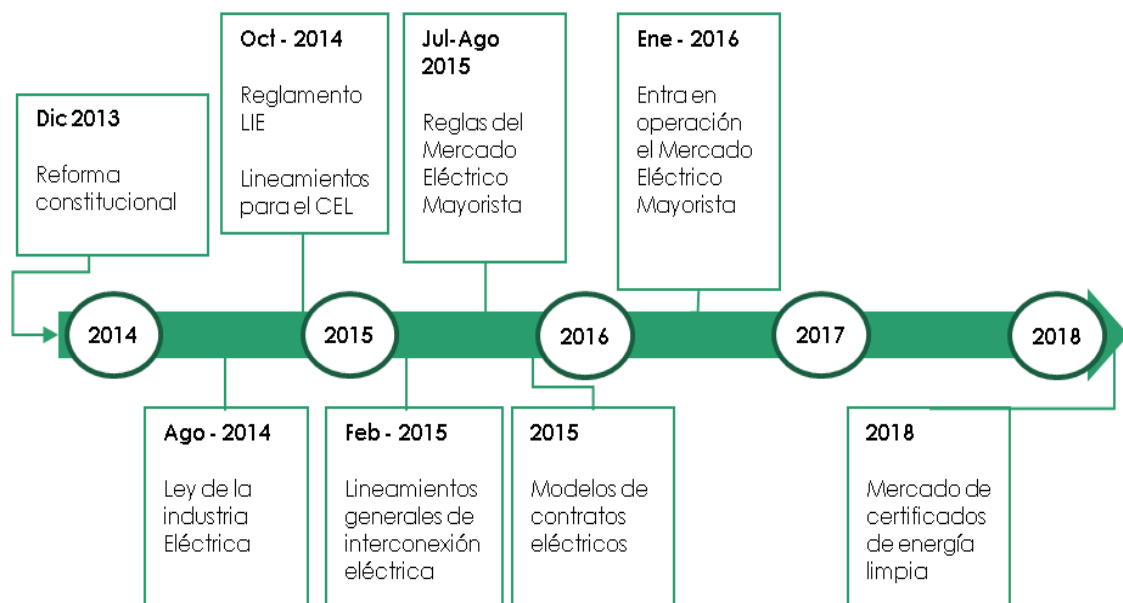 Dic 2013
Reforma
constitucional
Oct - 2014
Reglamento
LIE
Lineamientos
para el CEL
Jul-Ago
2015
Reglas del
Mercado
Eléctrico
Mayorista
Ene - 2016
Entra en
operación
el Mercado
Eléctrico
Mayorista
2014
2015
2016
2017
2018
Ago - 2014
Ley de la
industria
Eléctrica
Feb - 2015
Lineamientos
generales de
interconexión
eléctrica
2015
Modelos de
contratos
eléctricos
2018
Mercado de
certificados
de energía
limpia